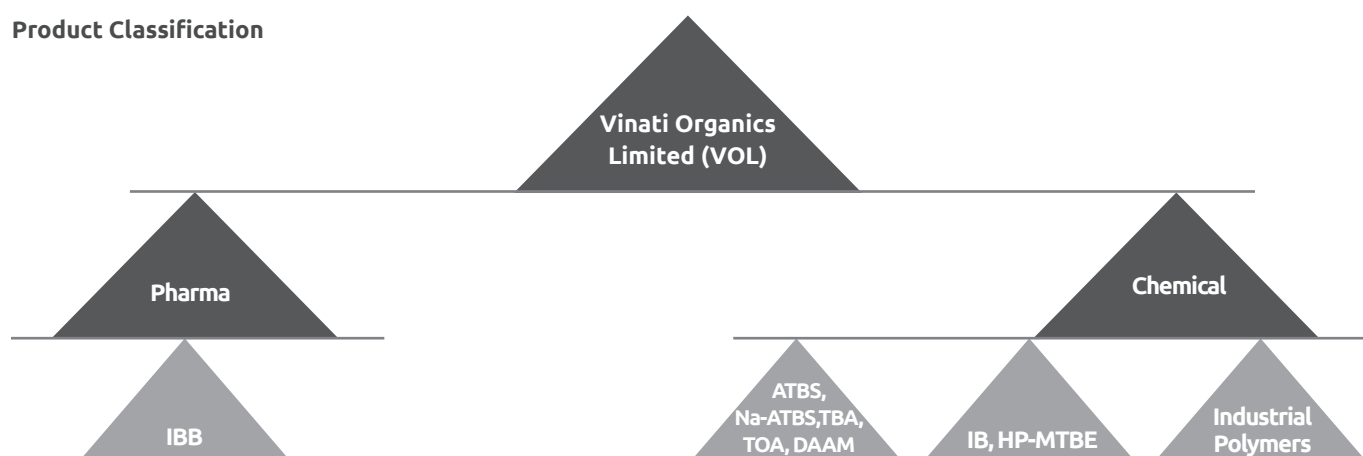 Product Classification
Vinati Organics
Limited (VOL)
Pharma
Chemical
IBB
ATBS,
Na-ATBS,TBA,
TOA, DAAM
IB, HP-MTBE
Industrial
Polymers